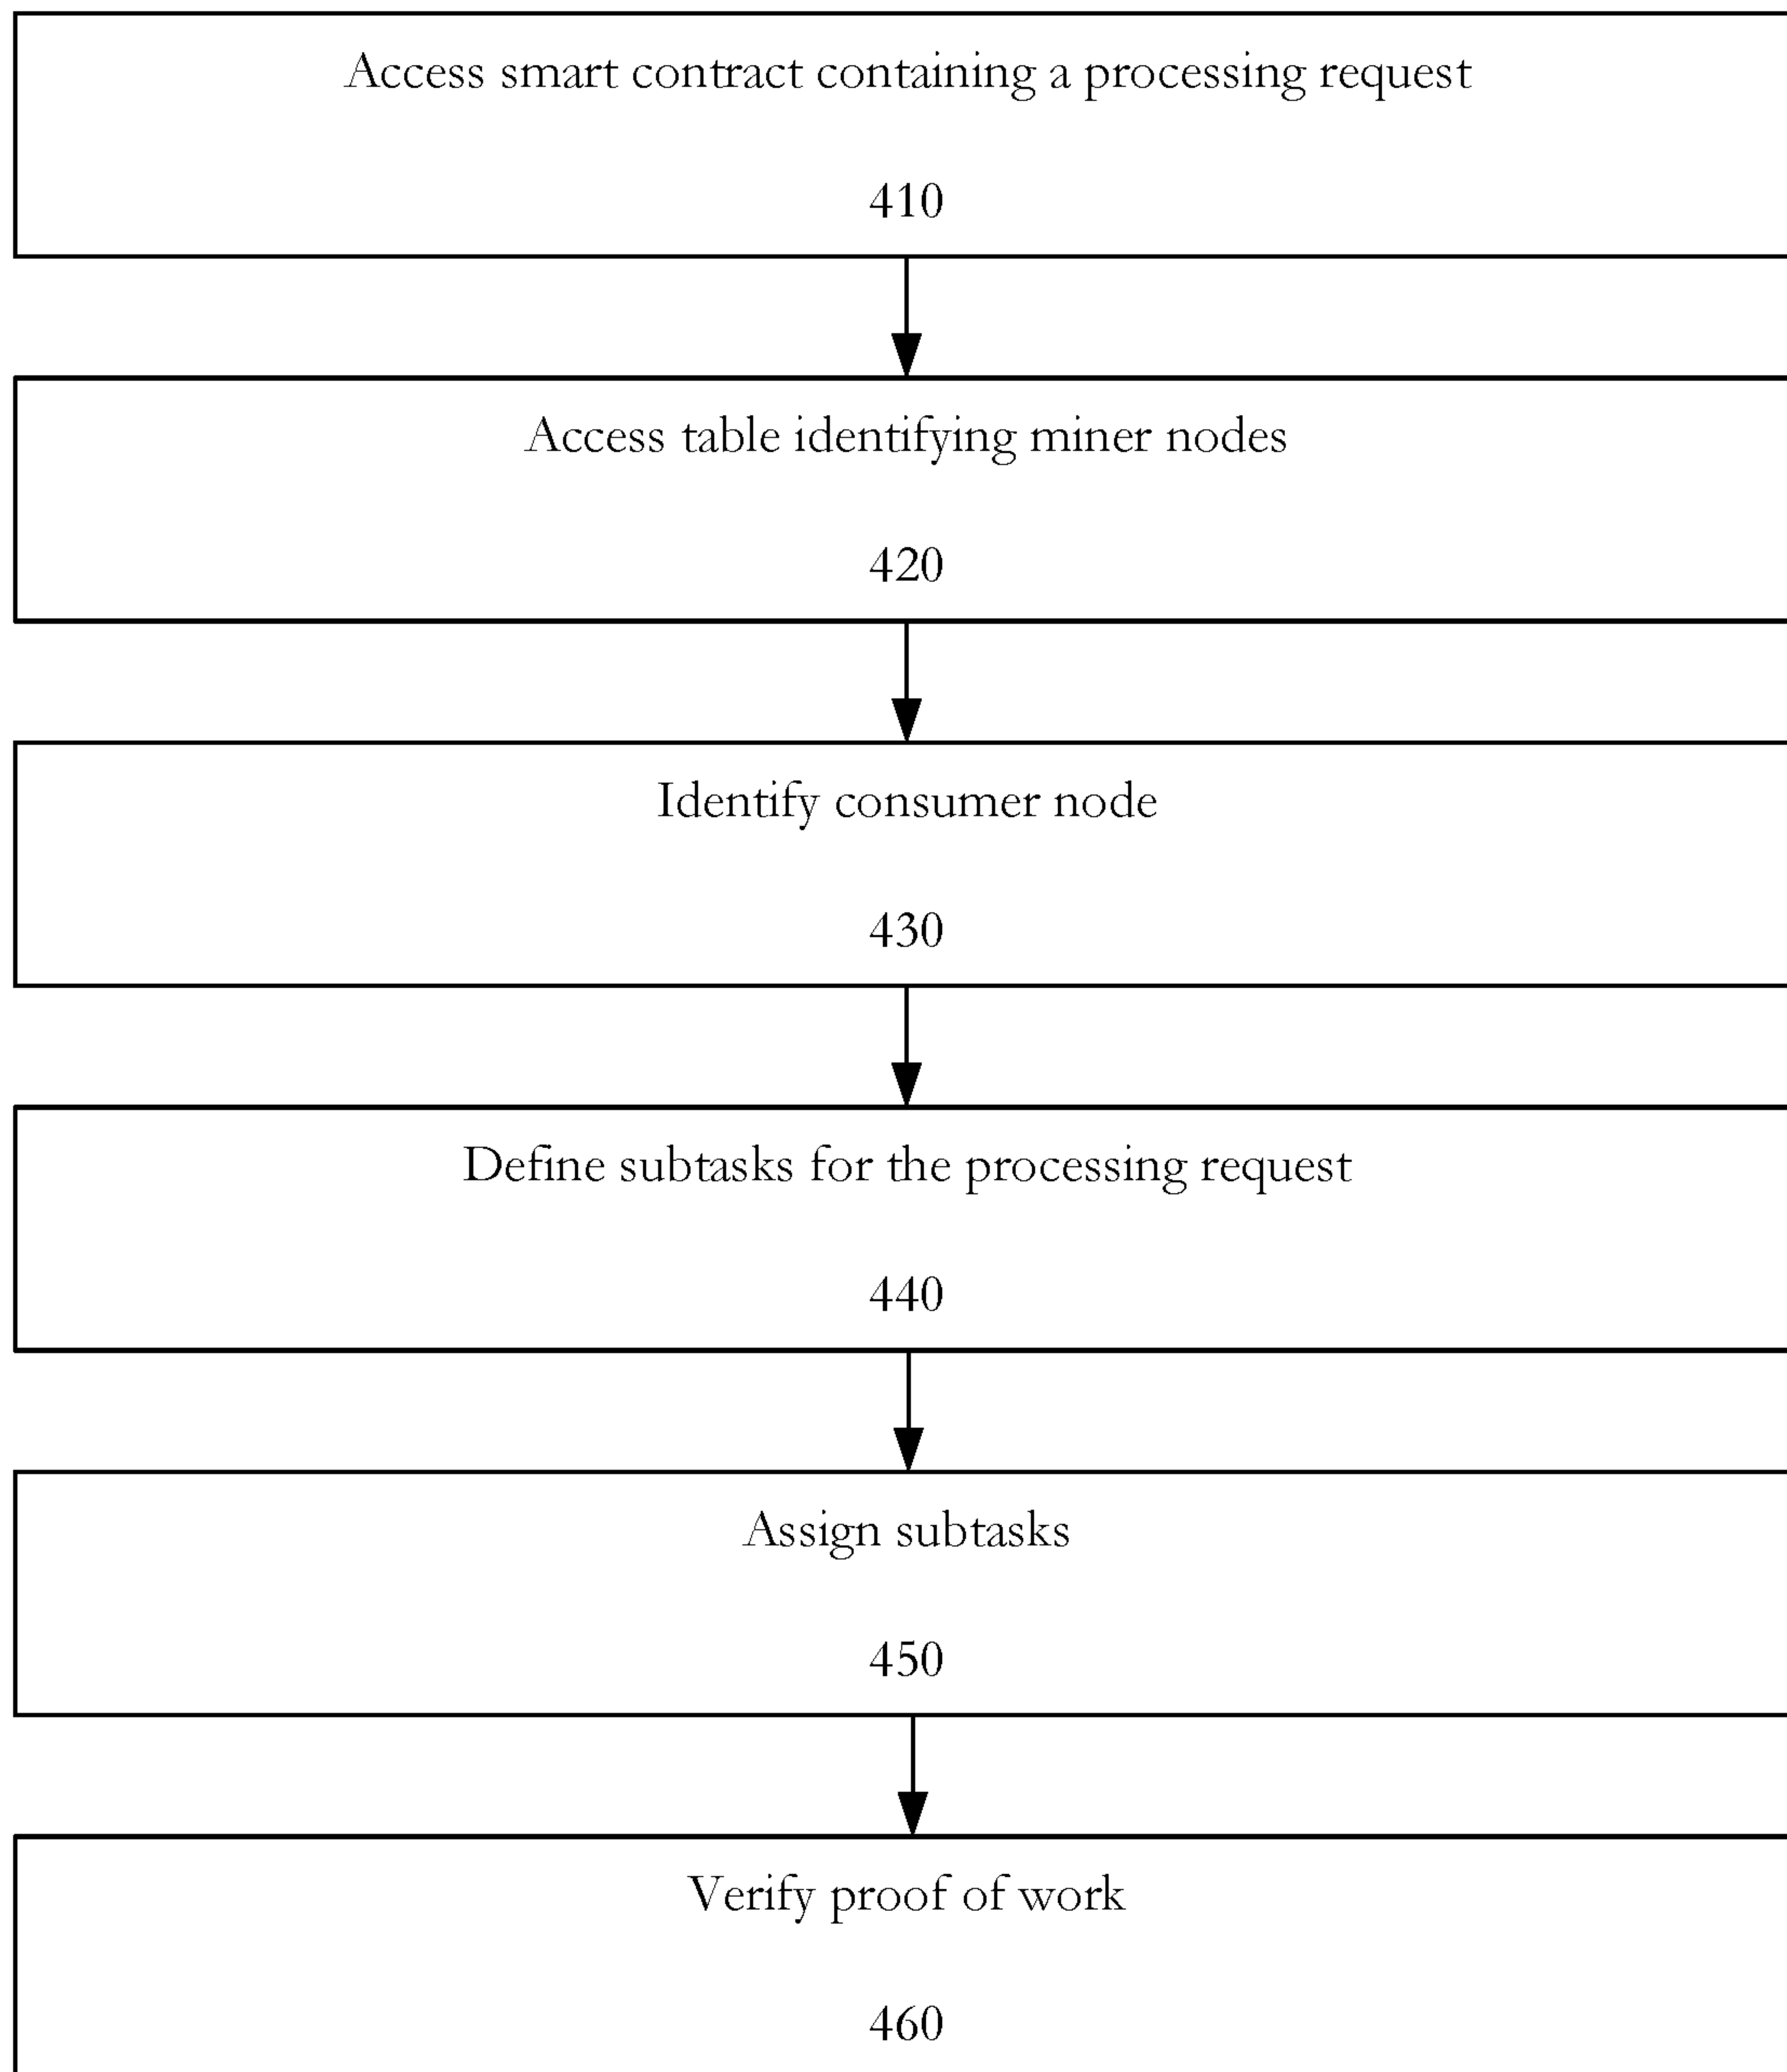 Access smart contract containing a processing request
410
Access table identifying miner nodes
420
Identify consumer node
430
Define subtasks for the processing request
440
Assign subtasks
450
Verify proof of work
460